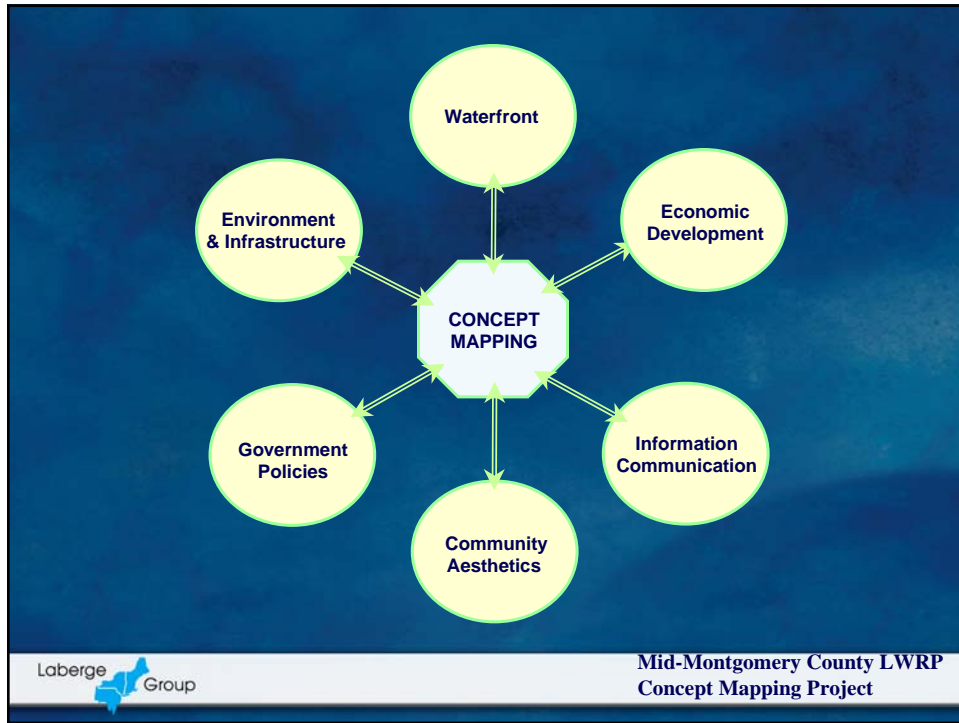 Waterfront
Economic
Development
Environment
& Infrastructure
CONCEPT
MAPPING
Information
Communication
Government
Policies
Community
Aesthetics
Laberge
Group
Mid-Montgomery County LWRP
Concept Mapping Project